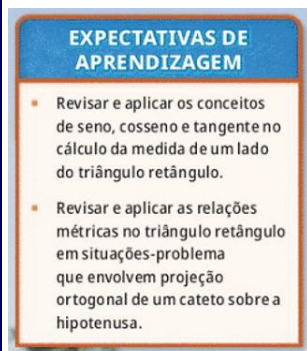 EXPECTATIVAS DE
APRENDIZAGEM
▪ Revisar e aplicar os conceitos
de seno, cosseno e tangente no
cálculo da medida de um lado
do triângulo retângulo.
▪ Revisar e aplicar as relações
métricas no triângulo retângulo
em situações-problema
que envolvem projeção
ortogonal de um cateto sobre a
hipotenusa.